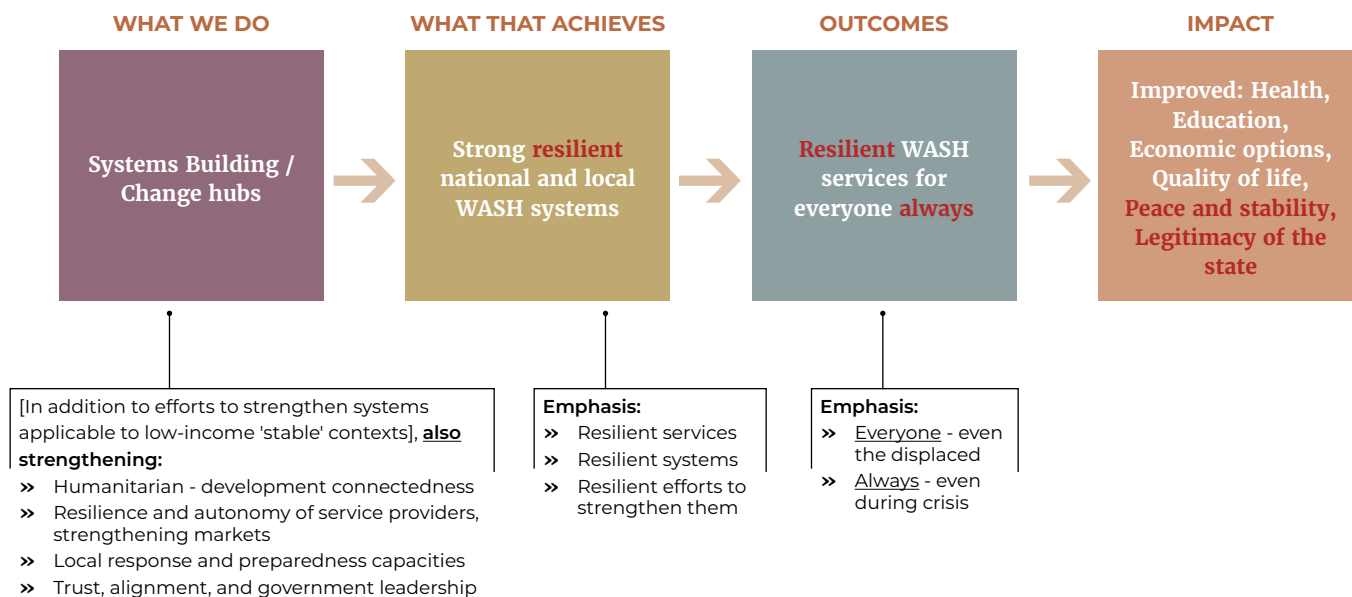 WHAT WE DO
WHAT THAT ACHIEVES
OUTCOMES
IMPACT
Systems Building /
Change hubs
Strong resilient
national and local
WASH systems
Resilient WASH
services for
everyone always
Improved: Health,
Education,
Economic options,
Quality of life,
Peace and stability,
Legitimacy of the
state
[In addition to efforts to strengthen systems
applicable to low-income 'stable' contexts], also
strengthening:
» Humanitarian - development connectedness
» Resilience and autonomy of service providers,
strengthening markets
» Local response and preparedness capacities
» Trust, alignment, and government leadership
Emphasis:
» Resilient services
» Resilient systems
» Resilient efforts to
strengthen them
Emphasis:
» Everyone - even
the displaced
» Always - even
during crisis